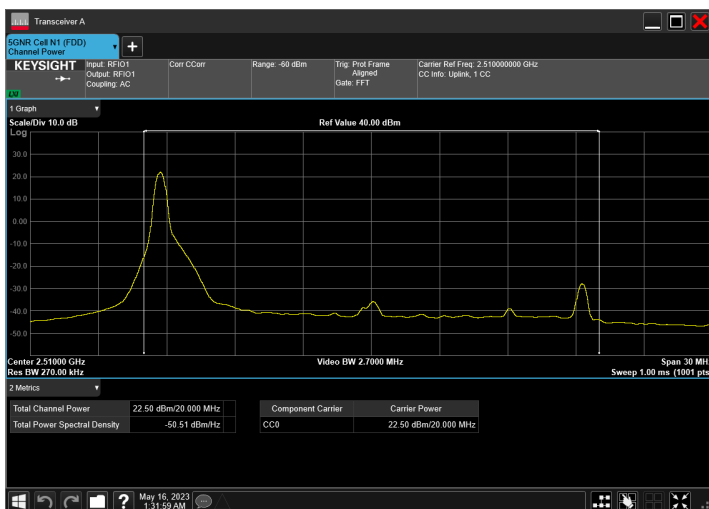 Transceiver A
5GNR Cell N1 (FDD)
Channel Power
KEYSIGHT
Input: RFIO1
Output: RFIO1
Coupling: AC
Corr CCorr
Range: -60 dBm
Trig: Prot Frame
Aligned
Gate: FFT
Carrier Ref Freq: 2.510000000 GHz
CC Info: Uplink, 1 CC
LXI
1 Graph
Scale/Div 10.0 dB
Ref Value 40.00 dBm
Log
30.0
20.0
10.0
0.00
-10.0
-20.0
-30.0
-40.0
-50.0
Center 2.51000 GHz
Video BW 2.7000 MHz
Span 30 MHz
Res BW 270.00 kHz
Sweep 1.00 ms (1001 pts)
2 Metrics
Total Channel Power 22.50 dBm/20.000 MHz
Total Power Spectral Density -50.51 dBm/Hz
Component Carrier Carrier Power
CC0 22.50 dBm/20.000 MHz
?
May 16, 2023
1:31:59 AM